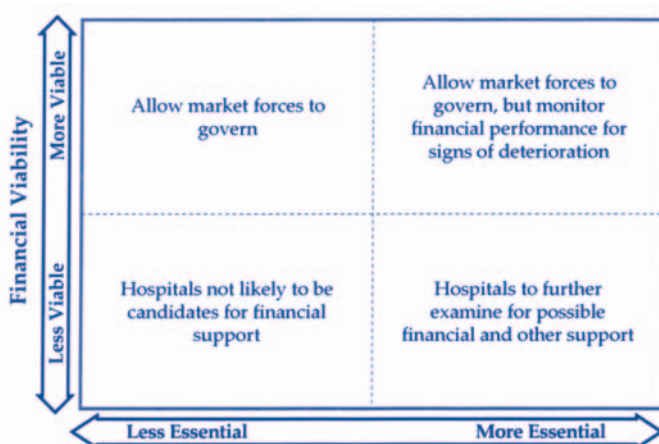 Financial Viability
More Viable
Less Viable
Allow market forces to
govern
Allow market forces to
govern, but monitor
financial performance for
signs of deterioration
Hospitals not likely to be
candidates for financial
support
Hospitals to further
examine for possible
financial and other support
Less Essential
More Essential